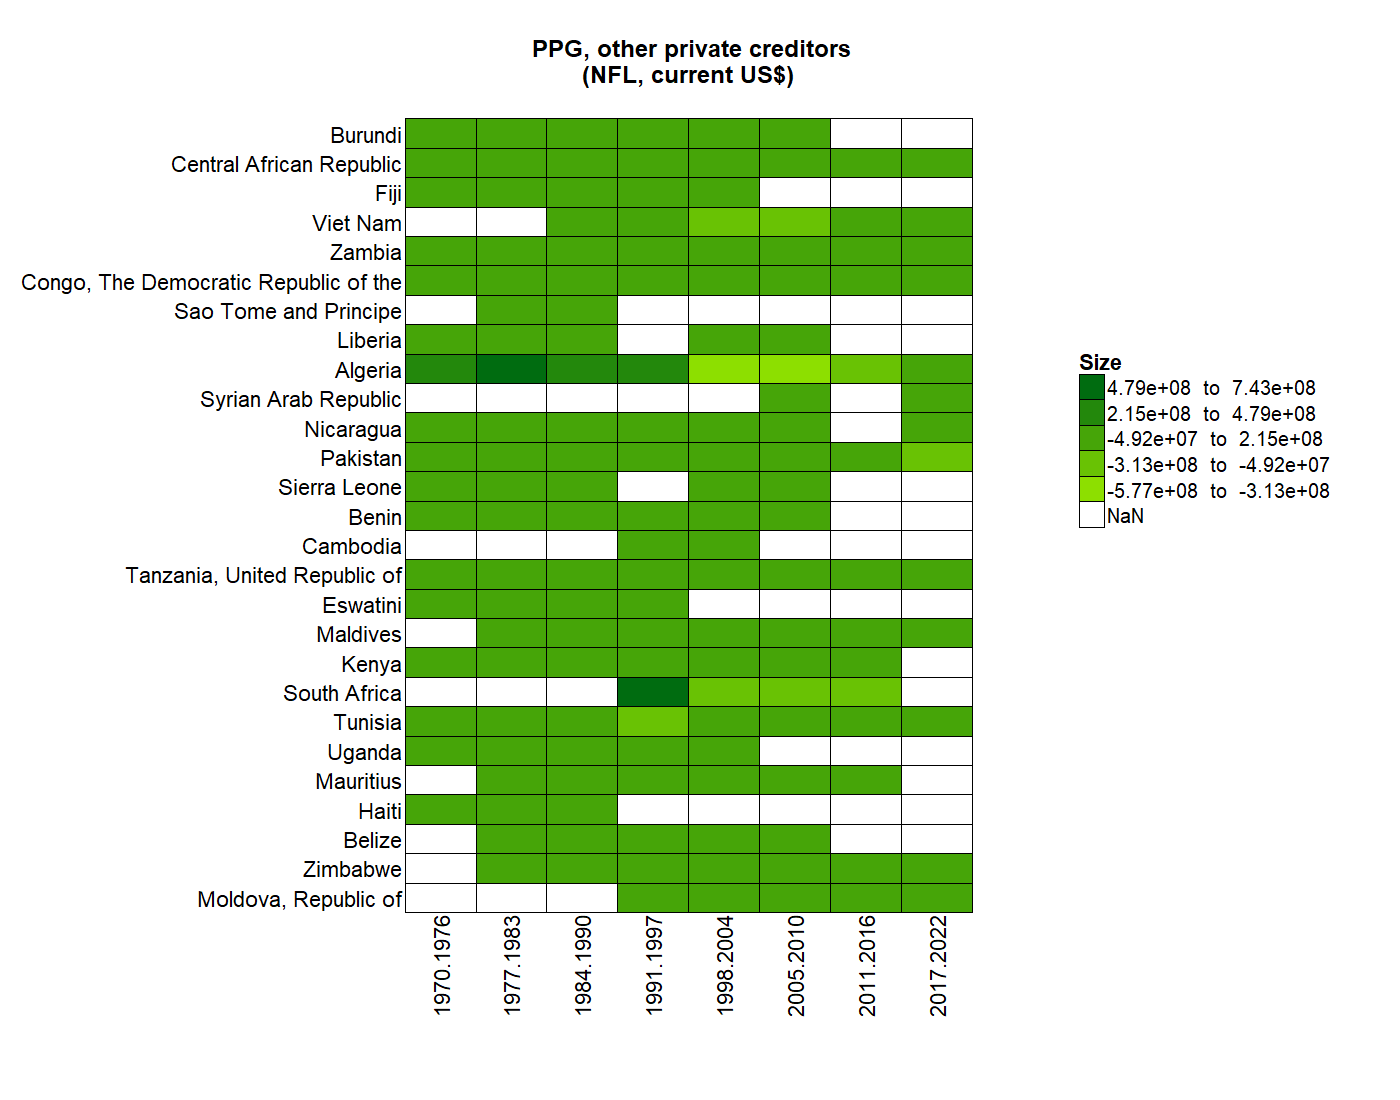 PPG, other private creditors
(NFL, current US$)
Burundi
Central African Republic
Fiji
Viet Nam
Zambia
Congo, The Democratic Republic of the
Sao Tome and Principe
Liberia
Algeria
Syrian Arab Republic
Nicaragua
Pakistan
Sierra Leone
Benin
Cambodia
Tanzania, United Republic of
Eswatini
Maldives
Kenya
South Africa
Tunisia
Uganda
Mauritius
Haiti
Belize
Zimbabwe
Moldova, Republic of
1970.1976
1977.1983
1984.1990
1991.1997
1998.2004
2005.2010
2011.2016
2017.2022
Size
4.79e+08 to 7.43e+08
2.15e+08 to 4.79e+08
-4.92e+07 to 2.15e+08
-3.13e+08 to -4.92e+07
-5.77e+08 to -3.13e+08
NaN